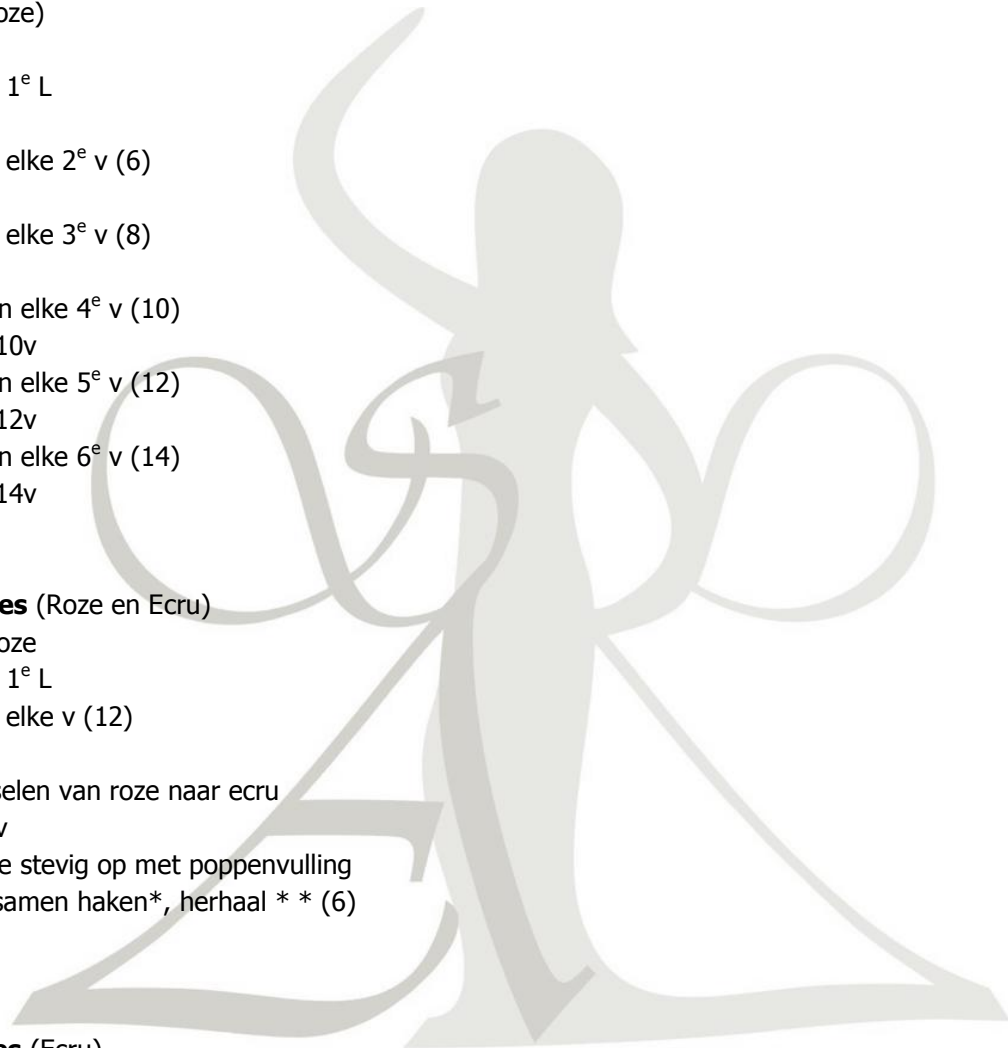 oze)
1e L
elke 2e v (6)
elke 3e v (8)
n elke 4e v (10)
10v
n elke 5e v (12)
12v
n elke 6e v (14)
14v
es (Roze en Ecru)
oze
1e L
elke v (12)
selen van roze naar ecru
v
e stevig op met poppenvulling
samen haken*, herhaal * * (6)
es (Ecru)